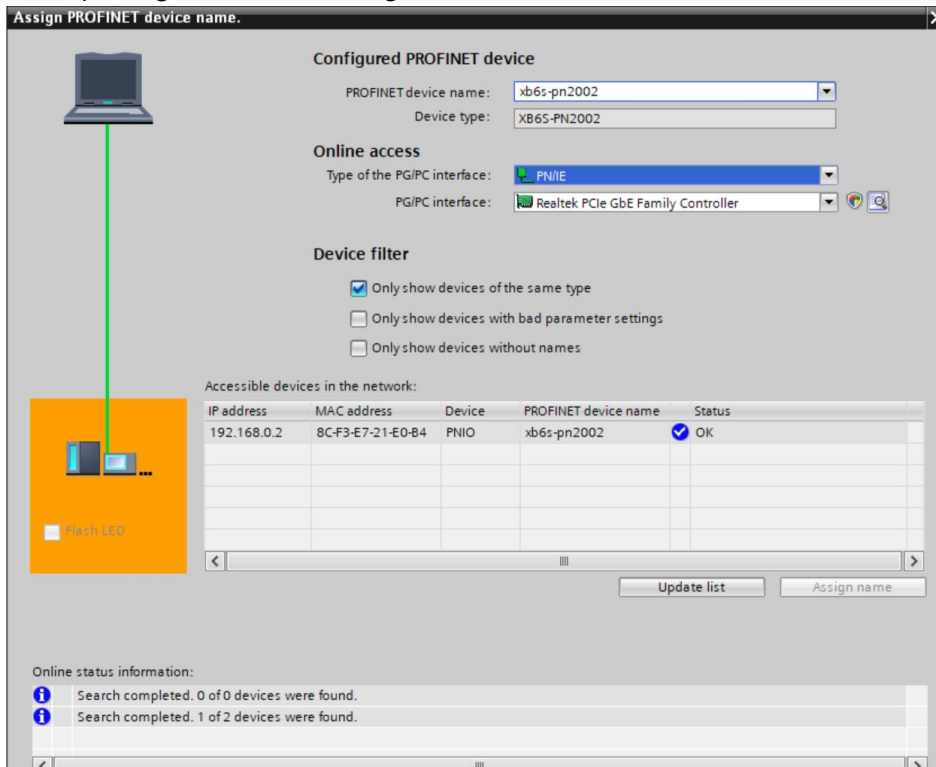 Assign PROFINET device name.
Configured PROFINET device
PROFINET device name: xb6s-pn2002
Device type: XB6S-PN2002
Online access
Type of the PG/PC interface: PN/IE
PG/PC interface: Realtek PCIe GbE Family Controller
Device filter
Only show devices of the same type
Only show devices with bad parameter settings
Only show devices without names
Accessible devices in the network:
IP address MAC address Device PROFINET device name Status
192.168.0.2 8C-F3-E7-21-E0-B4 PNIO xb6s-pn2002 OK
Flash LED
Update list Assign name
Online status information:
Search completed. 0 of 0 devices were found.
Search completed. 1 of 2 devices were found.